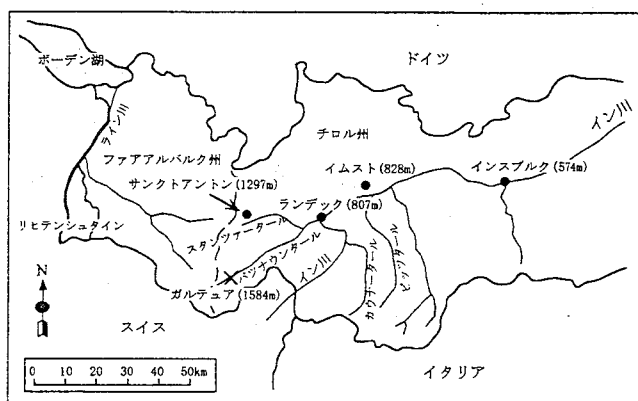 ボーデン湖
ドイツ
ライン川
イン川
チロル州
ファアアルバルク州
イムスト (828m)
インスブルク (574m)
サンクトアントン (1297m)
ランデック (807m)
リヒテンシュタイン
スタンツァータール
パツナウンタール
イン川
カウナータール
ピッツタール
ガルテュア (1584m)
N
スイス
イタリア
0 10 20 30 40 50km